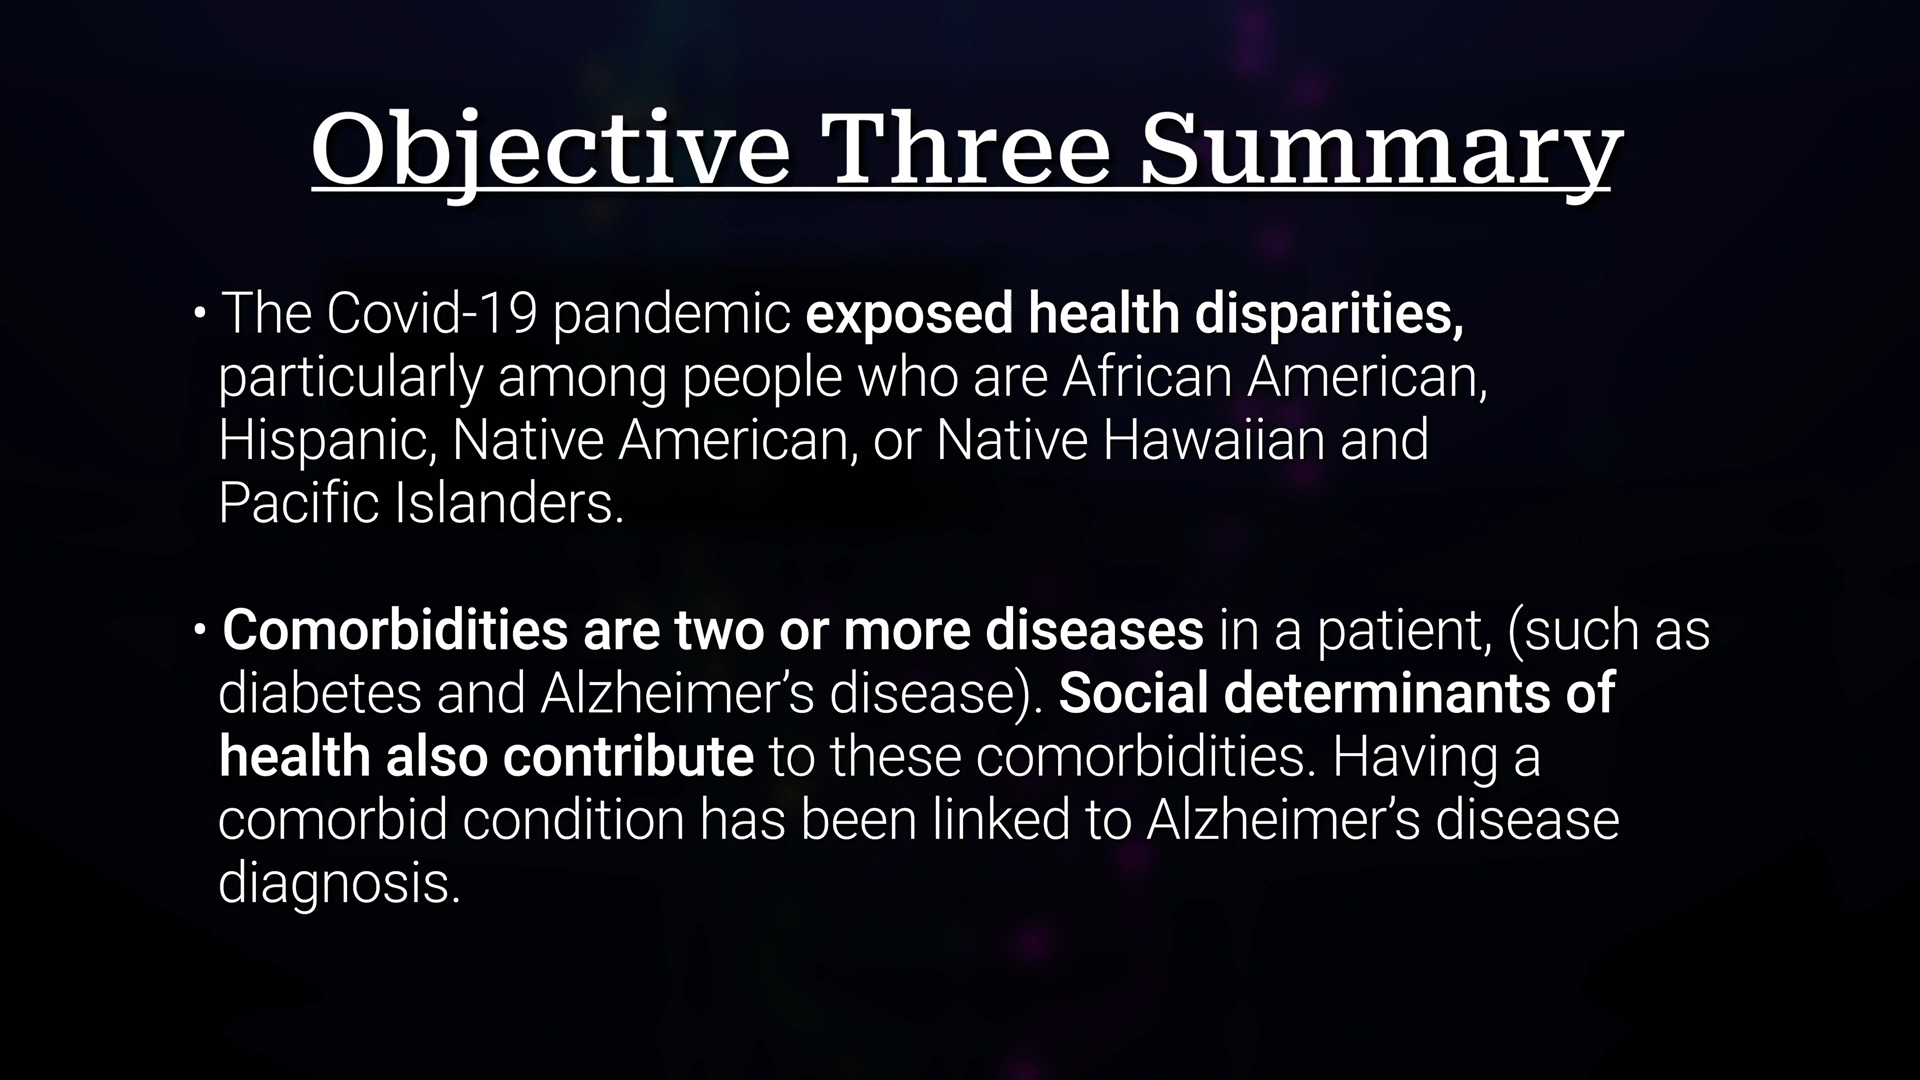 Objective Three Summary
• The Covid-19 pandemic exposed health disparities,
particularly among people who are African American,
Hispanic, Native American, or Native Hawaiian and
Pacific Islanders.
• Comorbidities are two or more diseases in a patient, (such as
diabetes and Alzheimer’s disease). Social determinants of
health also contribute to these comorbidities. Having a
comorbid condition has been linked to Alzheimer’s disease
diagnosis.